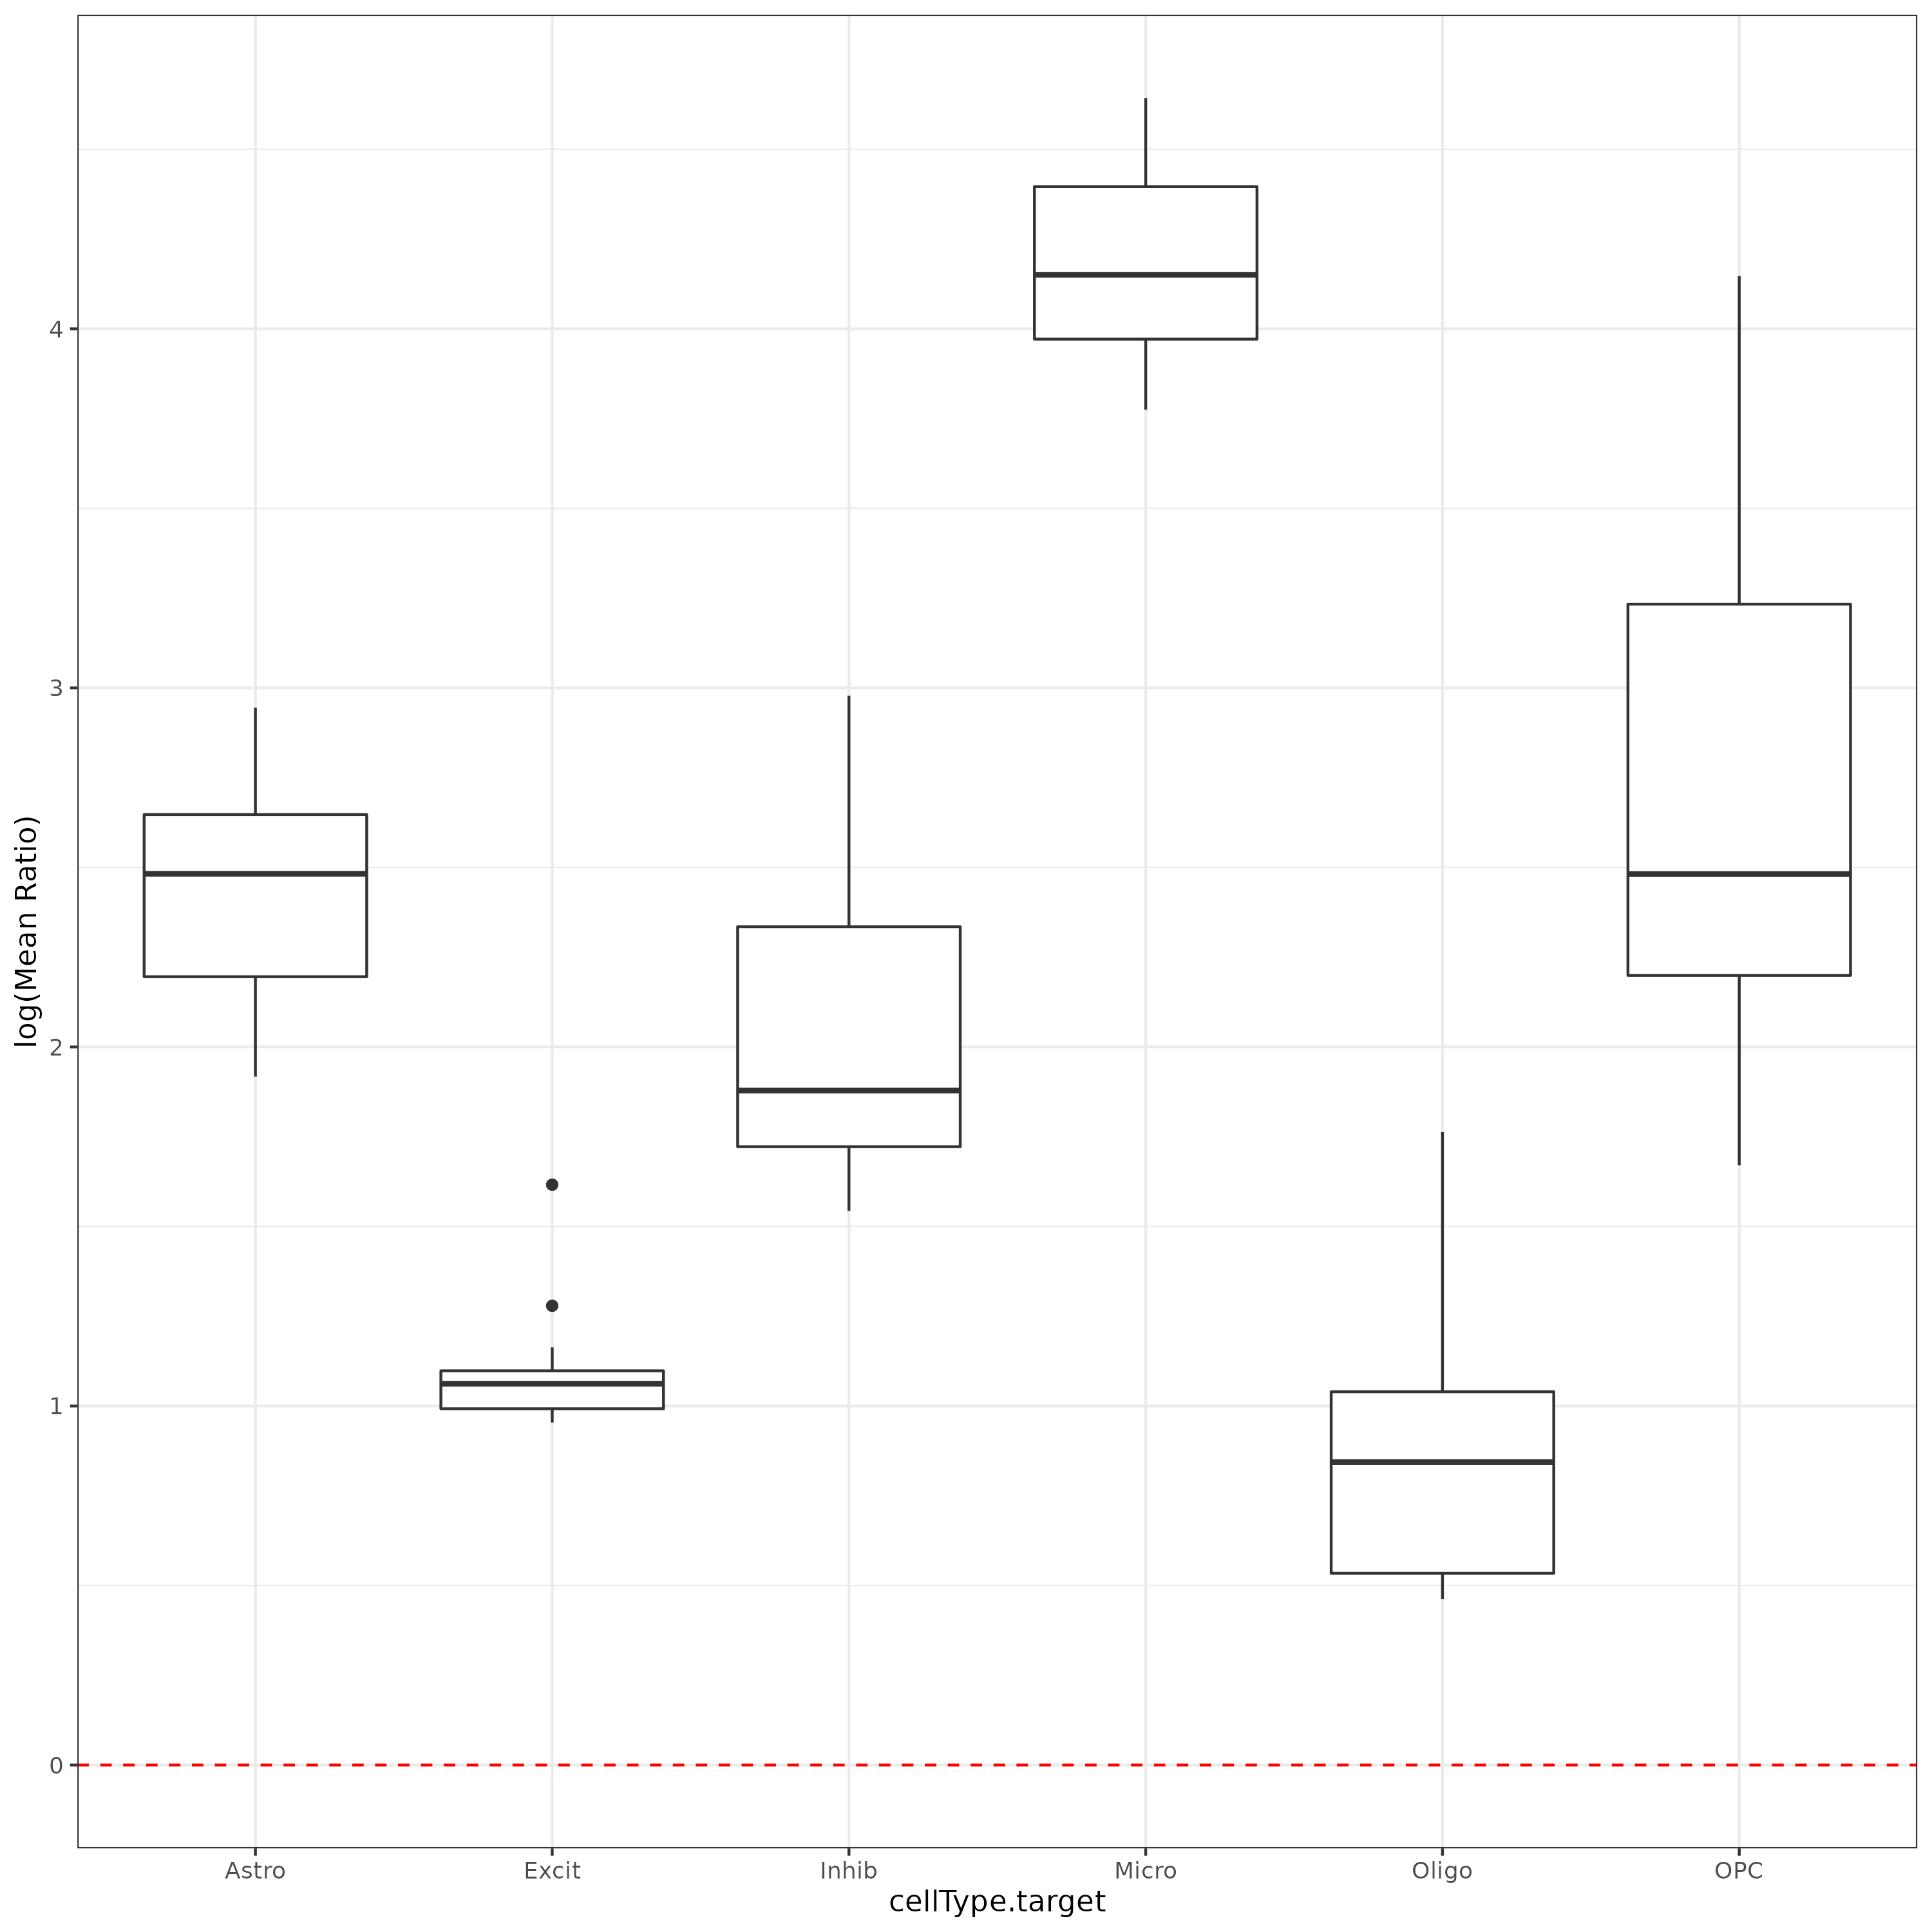 log(Mean Ratio)
4
3
2
1
0
Astro Excit Inhib Micro Oligo OPC
cellType.target